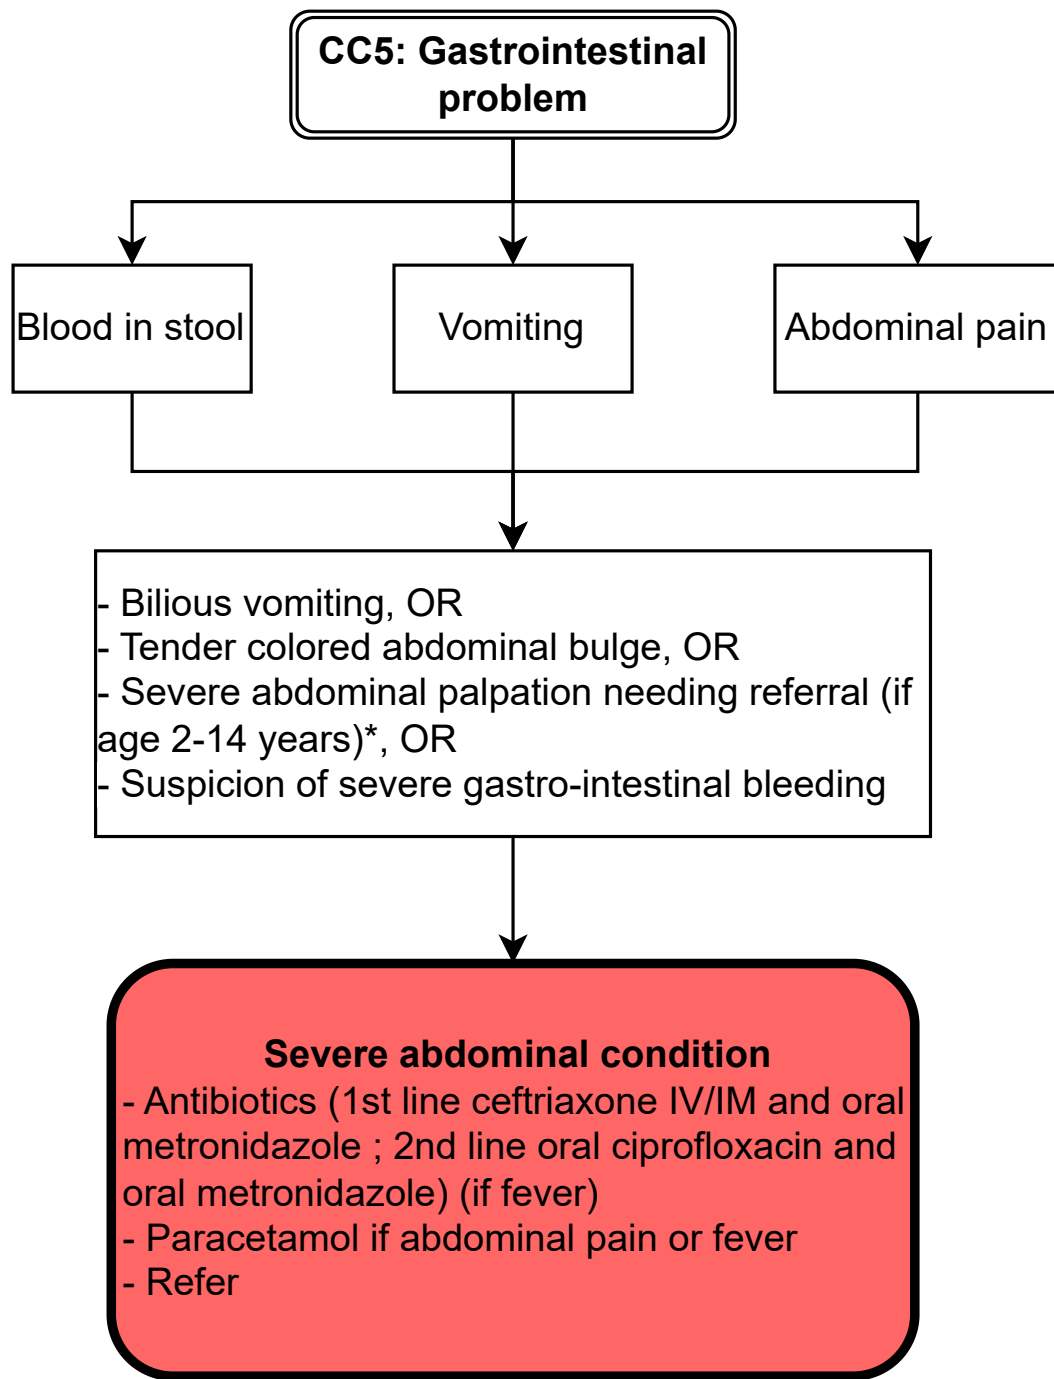 CC5: Gastrointestinal
problem
Blood in stool
Vomiting
Abdominal pain
- Bilious vomiting, OR
- Tender colored abdominal bulge, OR
- Severe abdominal palpation needing referral (if
age 2-14 years)*, OR
- Suspicion of severe gastro-intestinal bleeding
Severe abdominal condition
- Antibiotics (1st line ceftriaxone IV/IM and oral
metronidazole ; 2nd line oral ciprofloxacin and
oral metronidazole) (if fever)
- Paracetamol if abdominal pain or fever
- Refer